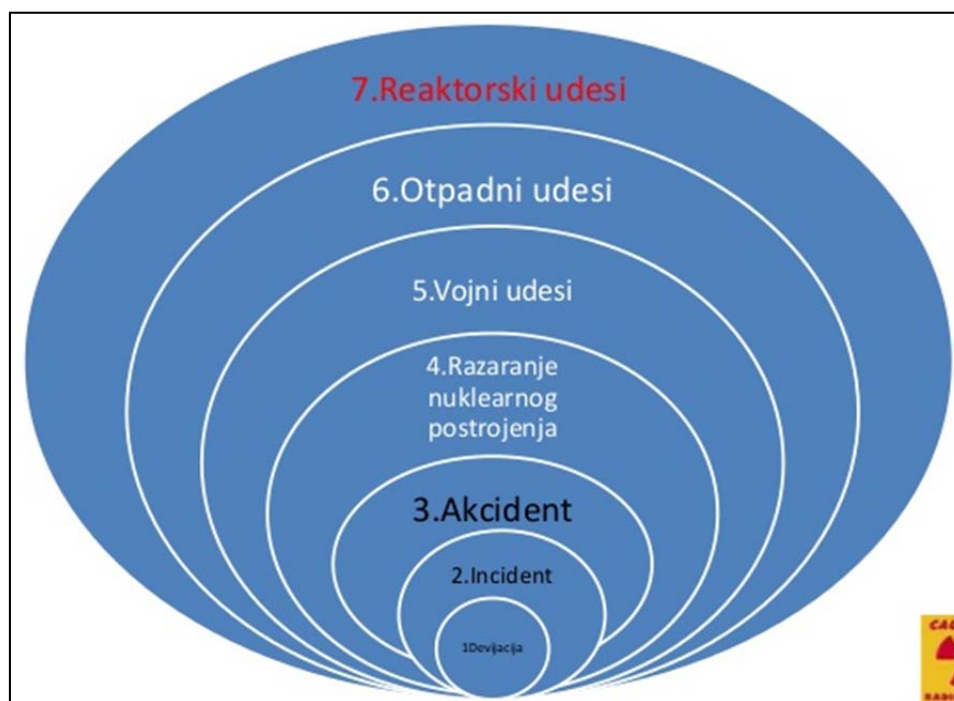 7.Reaktorski udesi
6.Otpadni udesi
5.Vojni udesi
4.Razaranje
nuklearnog
postrojenja
3.Akcident
2.Incident
1Devijacija